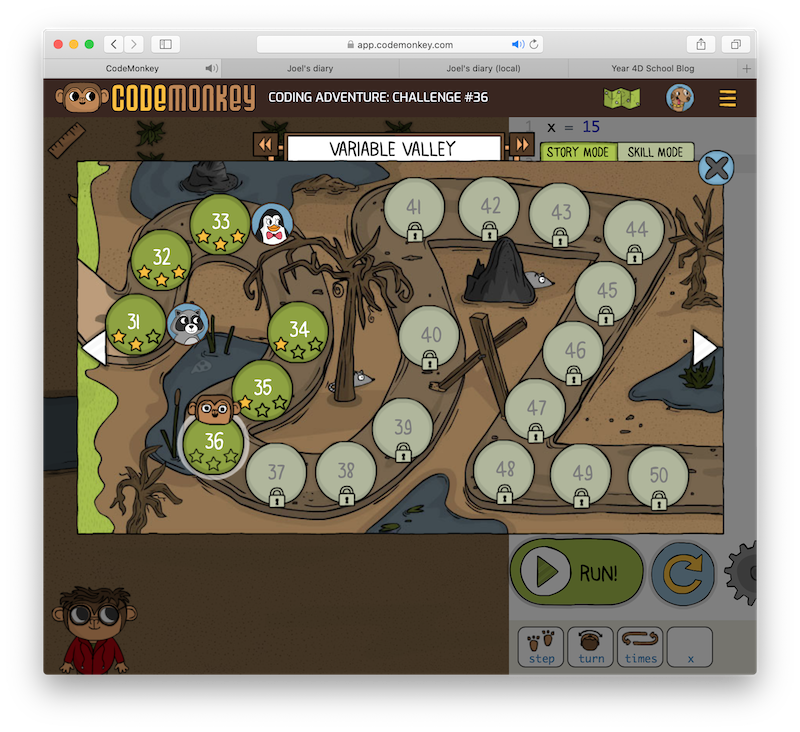 app.codemonkey.com
CodeMonkey
Joel's diary
Joel's diary (local)
Year 4D School Blog
CODEMONKEY
CODING ADVENTURE: CHALLENGE #36
1 x = 15
VARIABLE VALLEY
STORY MODE
SKILL MODE
33
41
42
43
44
32
45
31
34
40
46
35
47
36
39
37
38
48
49
50
RUN!
step
turn
times
x